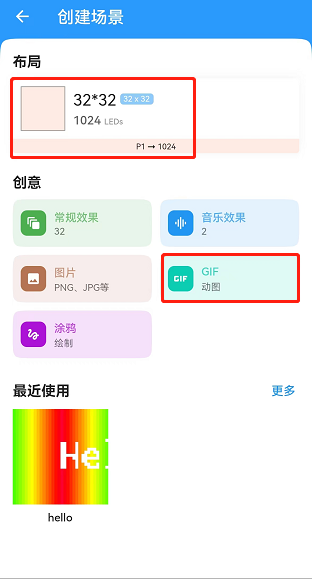 创建场景
布局
32*32 32 x 32
1024 LEDs
P1 ➞ 1024
创意
常规效果
32
音乐效果
2
图片
PNG、JPG等
GIF
GIF
动图
涂鸦
绘制
最近使用 更多
Hel
hello